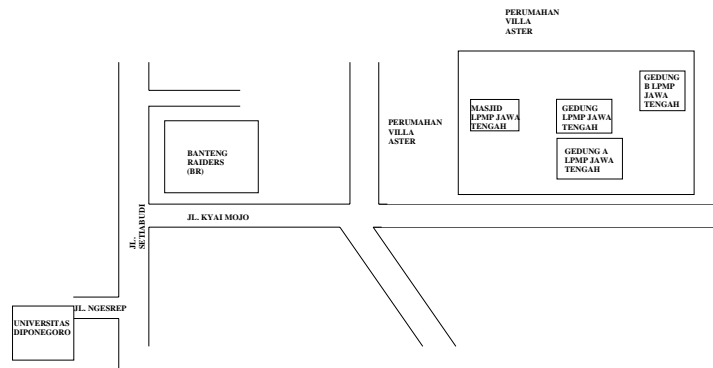 PERUMAHAN
VILLA
ASTER
GEDUNG
B LPMP
JAWA
TENGAH
MASJID
LPMP JAWA
TENGAH
GEDUNG
LPMP JAWA
TENGAH
PERUMAHAN
VILLA
ASTER
GEDUNG A
LPMP JAWA
TENGAH
BANTENG
RAIDERS
(BR)
JL. KYAI MOJO
JL.
SETIABUDI
JL. NGESREP
UNIVERSITAS
DIPONEGORO